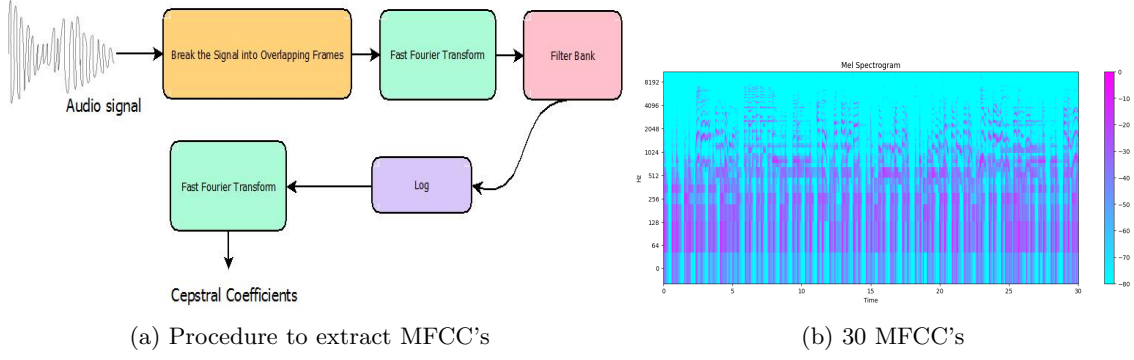 Break the Signal into Overlapping Frames
Fast Fourier Transform
Filter Bank
Audio signal
Fast Fourier Transform
Log
Cepstral Coefficients
(a) Procedure to extract MFCC's
Mel Spectrogram
Hz
8192
4096
2048
1024
512
256
128
64
0
0 5 10 15 20 25 30
Time
0
−10
−20
−30
−40
−50
−60
−70
−80
(b) 30 MFCC's